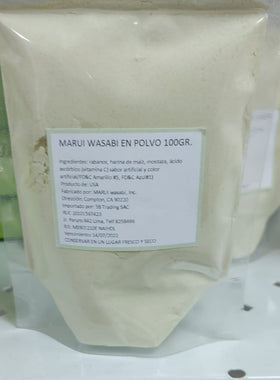 MARUI WASABI EN POLVO 100GR.
Ingredientes: rabanos, harina de maíz, mostaza, ácido
ascórbico (vitamina C) sabor artificial y color
artificial(FD&C Amarillo #5, FD&C Azul#1)
Producto de: USA
Fabricado por: MARUI wasabi, Inc.
Dirección, Compton, CA 90220
Importado por: TB Trading SAC
RUC:
Jr. Lima, Telf
Vencimiento:
CONSERVAR EN UN LUGAR FRESCO Y SECO